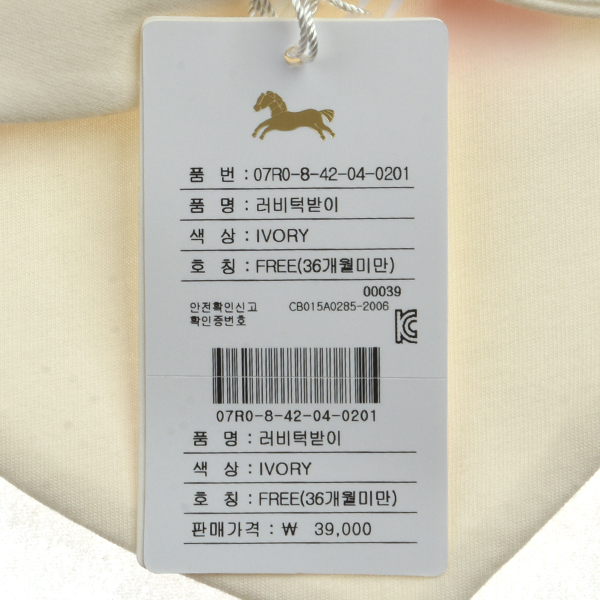 품 번 : 07R0-8-42-04-0201
품 명 : 러비턱받이
색 상 : IVORY
호 칭 : FREE(36개월미만)
00039
안전확인신고 CB015A0285-2006
확인증번호
07R0-8-42-04-0201
품 명 : 러비턱받이
색 상 : IVORY
호 칭 : FREE(36개월미만)
판매가격 : ₩ 39,000